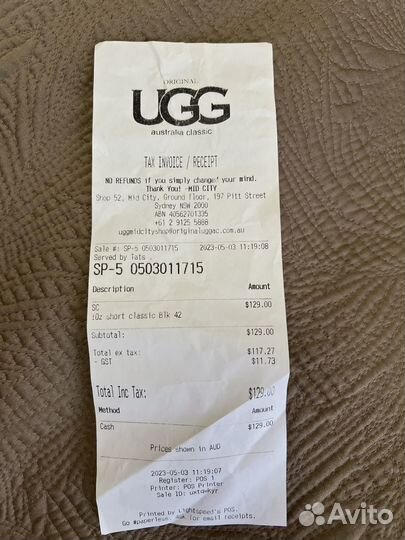 ORIGINAL
UGG
australia classic
TAX INVOICE / RECEIPT
NO REFUNDS if you simply change your mind.
Thank You! -MID CITY
Shop 52, Mid City, Ground floor, 197 Pitt Street
Sydney NSW 2000
ABN 40562701335
+61 2 9125 5888
uggmidcityshop@originaluggac.com.au
Sale #: SP-5 0503011715 2023-05-03 11:19:08
Served by Tats .
SP-5 0503011715
Description Amount
SC $129.00
:Oz short classic Blk 42
Subtotal: $129.00
Total ex tax: $117.27
- GST $11.73
Total Inc Tax: $129.00
Method Amount
Cash $129.00
Prices shown in AUD
2023-05-03 11:19:07
Register: POS 1
Printer: POS Printer
Sale ID:
Printed by Lightspeed's POS.
Go #paperless, ask for email receipts.
Avito